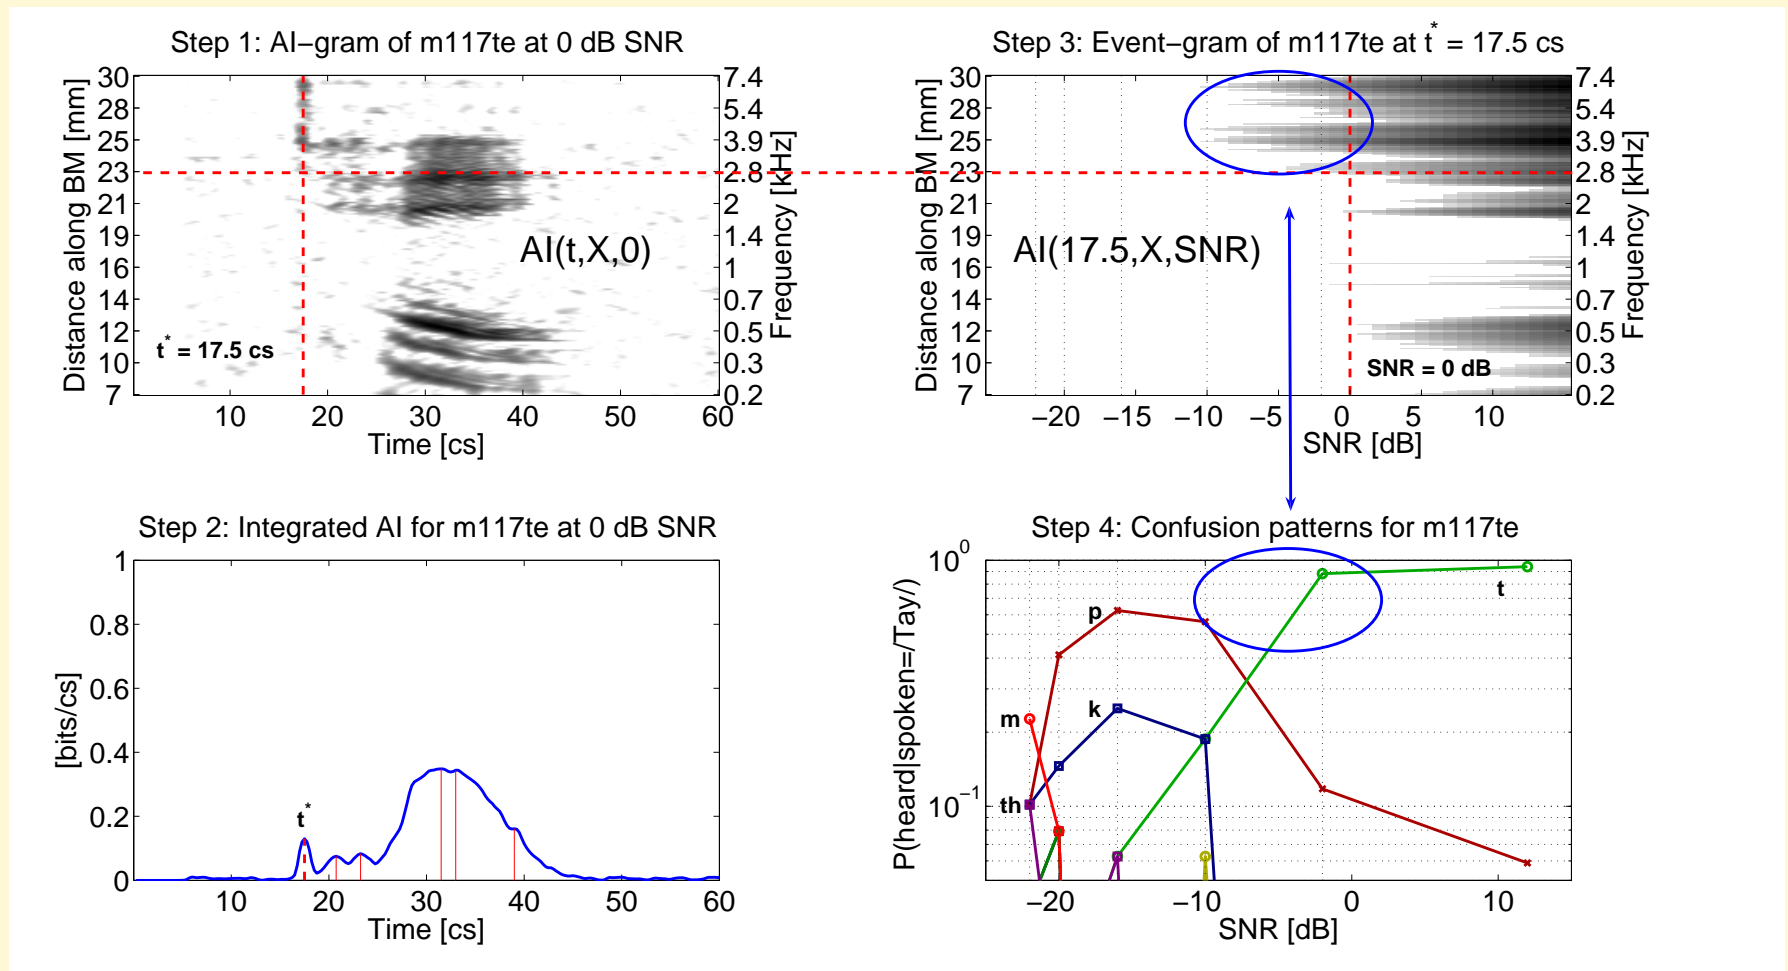 Step 1: AI−gram of m117te at 0 dB SNR
30
28
25
23
21
19
16
14
12
10
7
Distance along BM [mm]
7.4
5.4
3.9
2.8
2
1.4
1
0.7
0.5
0.3
0.2
Frequency [kHz]
AI(t,X,0)
t* = 17.5 cs
10 20 30 40 50 60
Time [cs]
Step 3: Event−gram of m117te at t* = 17.5 cs
30
28
25
23
21
19
16
14
12
10
7
Distance along BM [mm]
7.4
5.4
3.9
2.8
2
1.4
1
0.7
0.5
0.3
0.2
Frequency [kHz]
AI(17.5,X,SNR)
SNR = 0 dB
−20 −15 −10 −5 0 5 10
SNR [dB]
Step 2: Integrated AI for m117te at 0 dB SNR
1
0.8
0.6
0.4
0.2
0
[bits/cs]
t*
10 20 30 40 50 60
Time [cs]
Step 4: Confusion patterns for m117te
10^0
10^−1
P(heard|spoken=/Tay/)
t
p
k
m
th
−20 −10 0 10
SNR [dB]